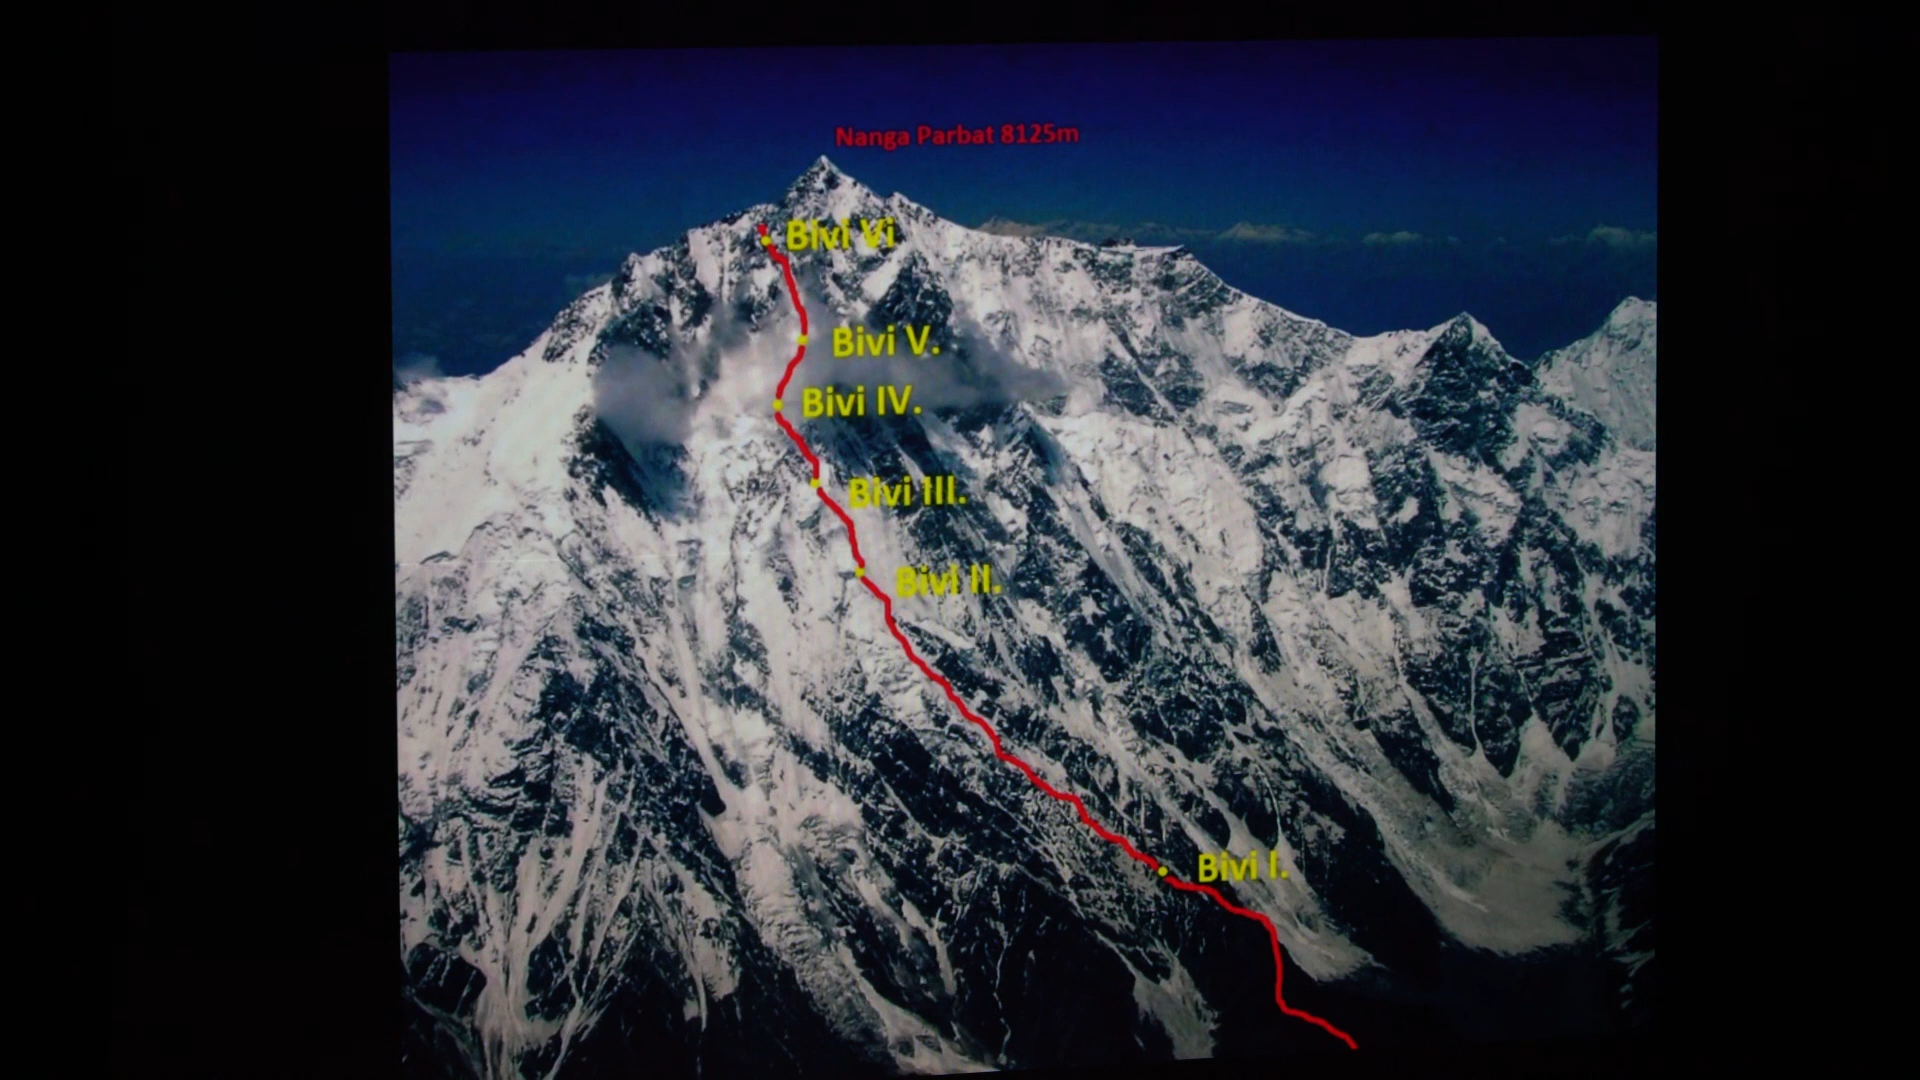 Nanga Parbat 8125m
Bivi Vi
Bivi V.
Bivi IV.
Bivi III.
Bivi II.
Bivi I.